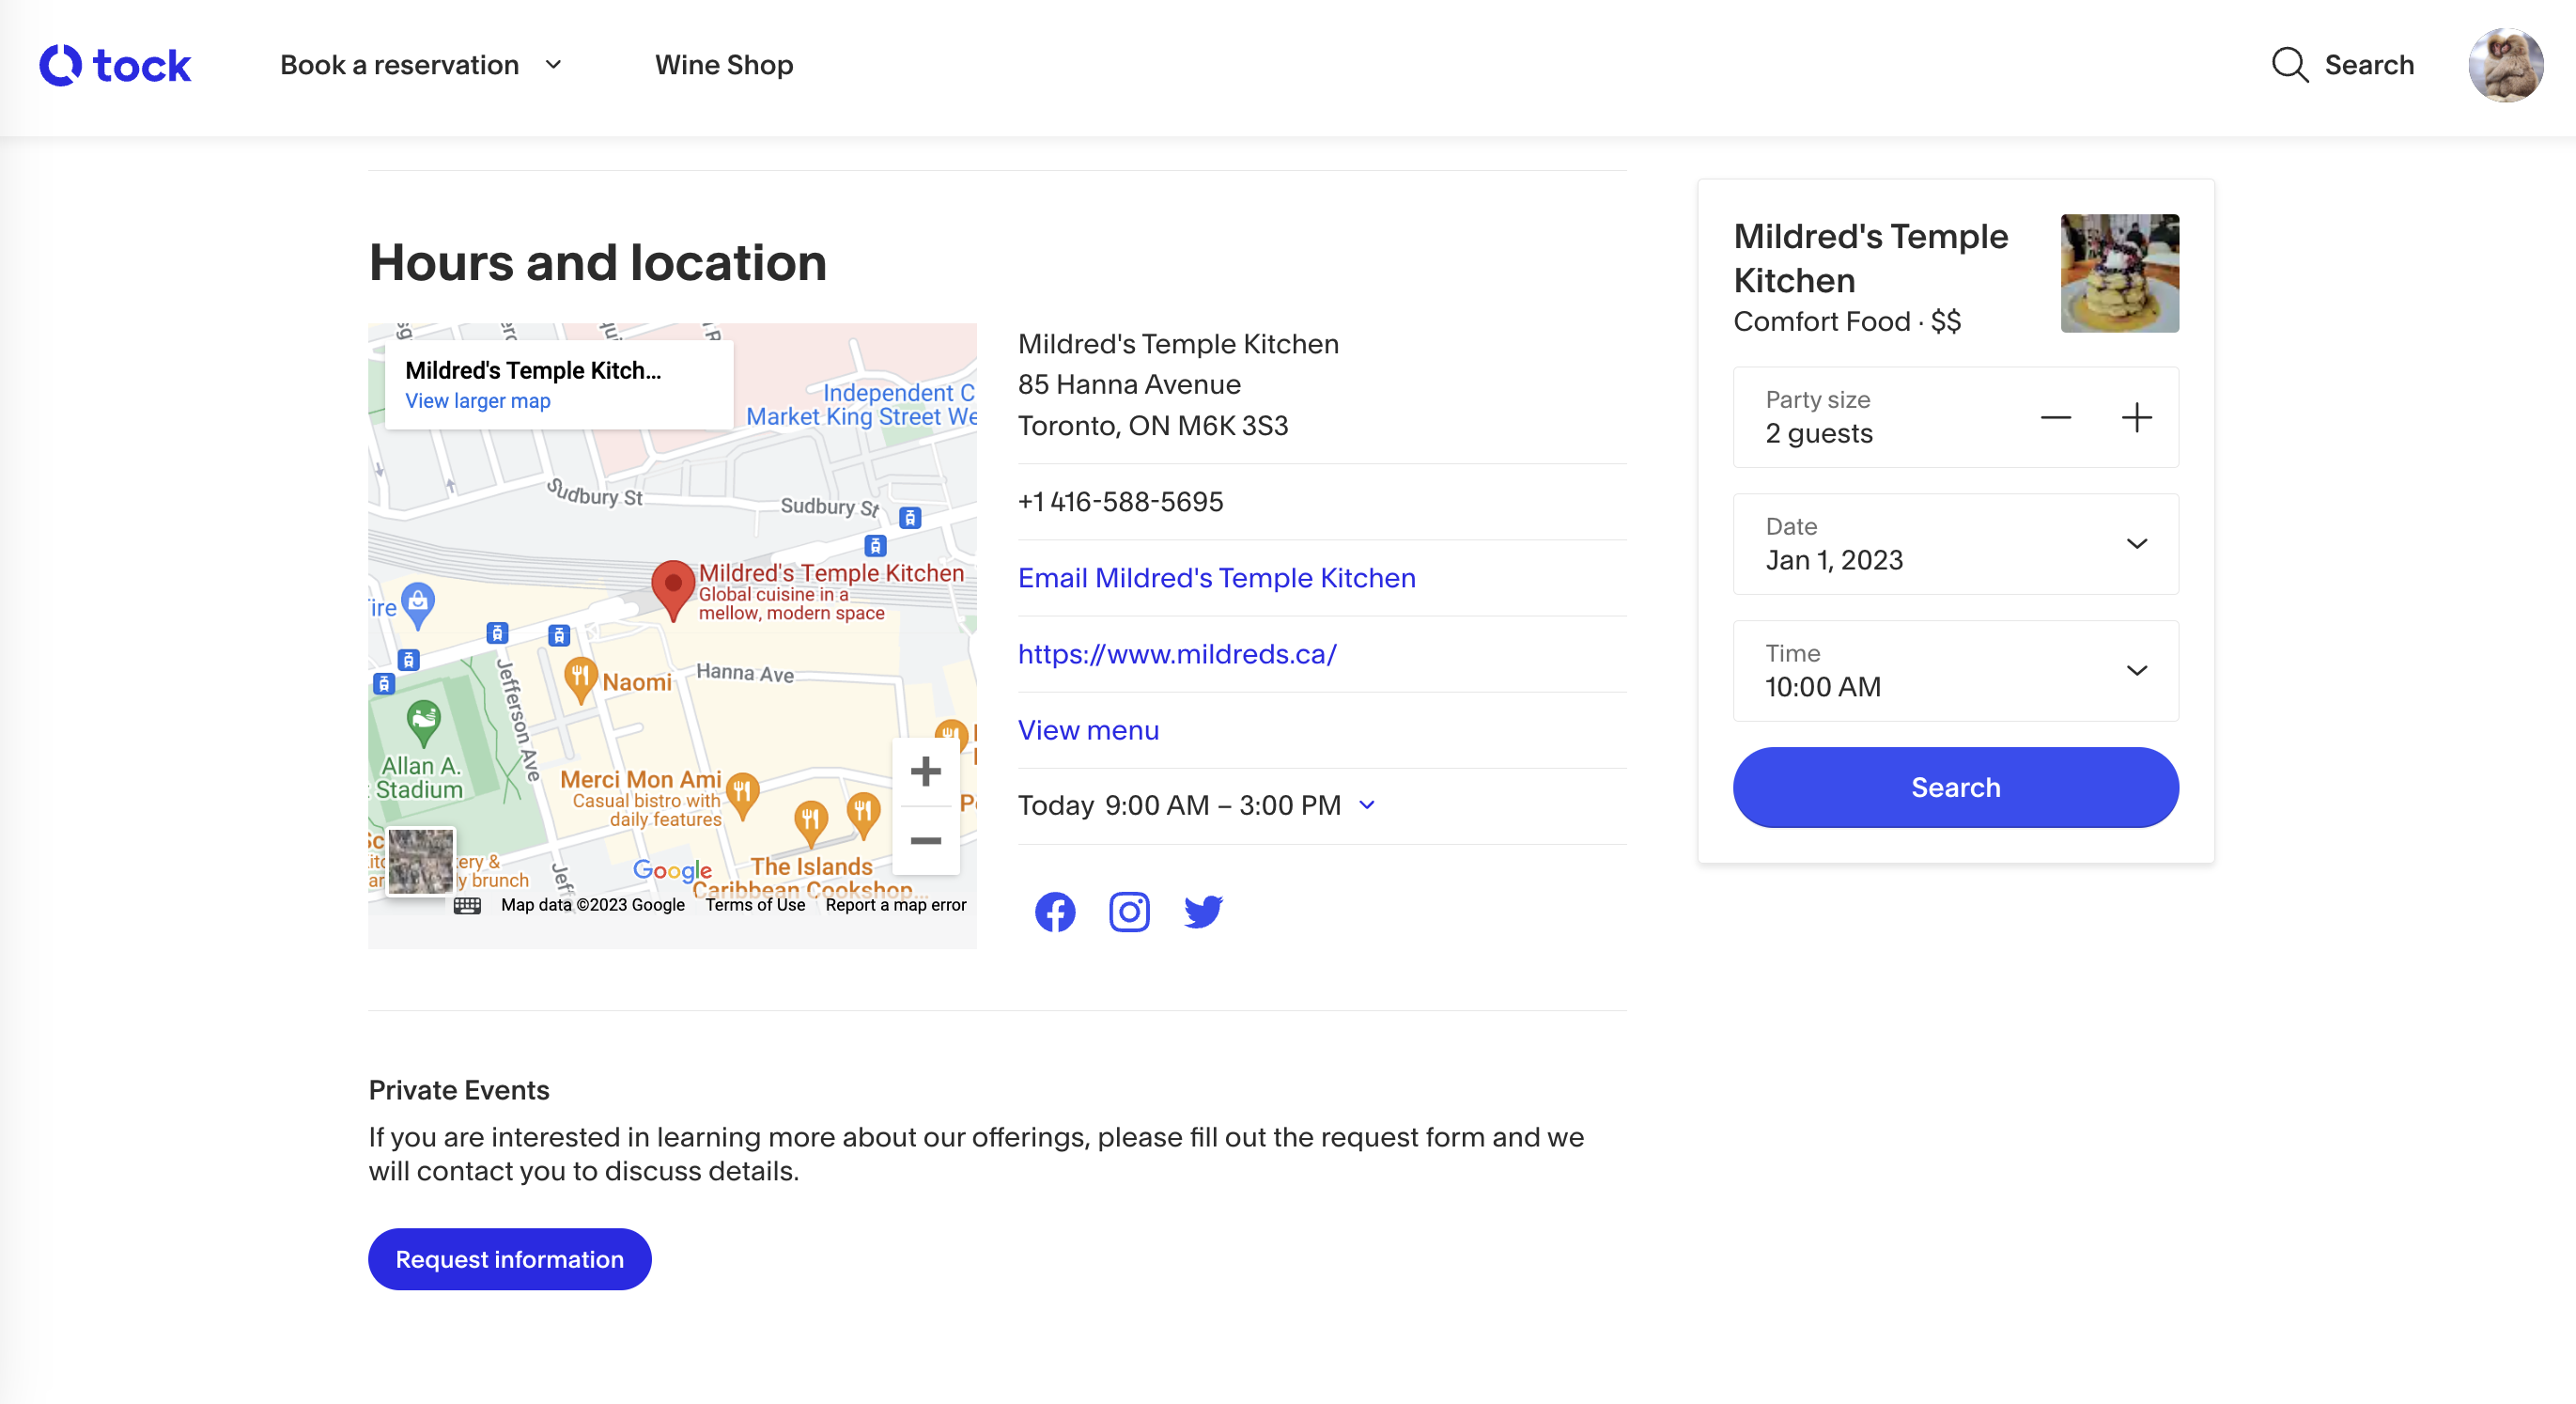 tock
Book a reservation
Wine Shop
Search
Hours and location
Mildred's Temple Kitch...
View larger map
Independent C
Market King Street We
Sudbury St
Sudbury St
Mildred's Temple Kitchen
Global cuisine in a
mellow, modern space
Naomi
Hanna Ave
Jefferson Ave
Allan A.
Stadium
Merci Mon Ami
Casual bistro with
daily features
The Islands
Caribbean Cookshop...
y brunch
Google
Map data ©2023 Google
Terms of Use
Report a map error
Mildred's Temple Kitchen
85 Hanna Avenue
Toronto, ON M6K 3S3
+1 416-588-5695
Email Mildred's Temple Kitchen
https://www.mildreds.ca/
View menu
Today 9:00 AM – 3:00 PM
Private Events
If you are interested in learning more about our offerings, please fill out the request form and we
will contact you to discuss details.
Request information
Mildred's Temple
Kitchen
Comfort Food · $$
Party size
2 guests
Date
Jan 1, 2023
Time
10:00 AM
Search